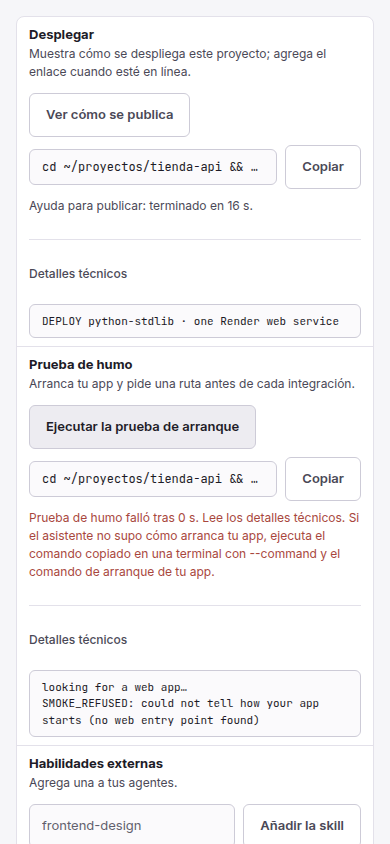 Desplegar
Muestra cómo se despliega este proyecto; agrega el
enlace cuando esté en línea.
Ver cómo se publica
cd ~/proyectos/tienda-api && …
Copiar
Ayuda para publicar: terminado en 16 s.
Detalles técnicos
DEPLOY python-stdlib · one Render web service
Prueba de humo
Arranca tu app y pide una ruta antes de cada integración.
Ejecutar la prueba de arranque
cd ~/proyectos/tienda-api && …
Copiar
Prueba de humo falló tras 0 s. Lee los detalles técnicos. Si
el asistente no supo cómo arranca tu app, ejecuta el
comando copiado en una terminal con --command y el
comando de arranque de tu app.
Detalles técnicos
looking for a web app…
SMOKE_REFUSED: could not tell how your app
starts (no web entry point found)
Habilidades externas
Agrega una a tus agentes.
frontend-design
Añadir la skill